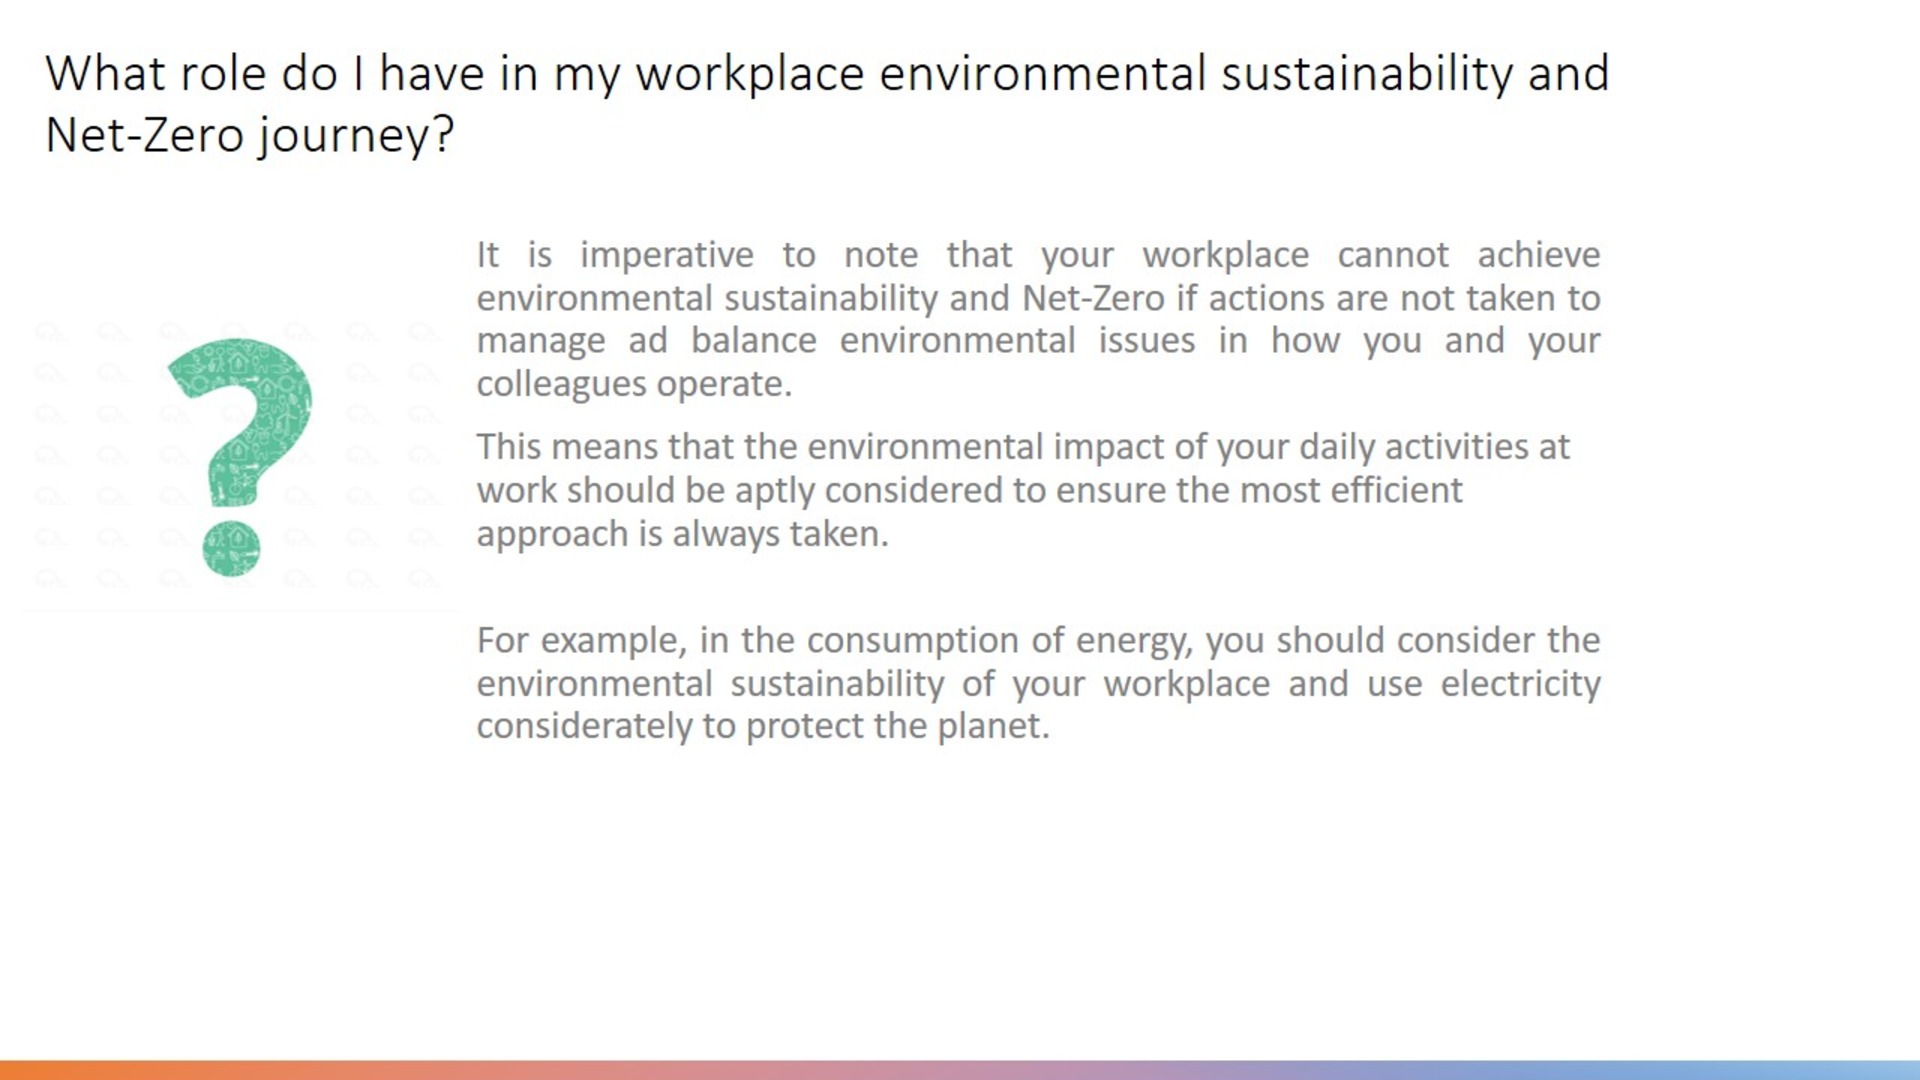 What role do I have in my workplace environmental sustainability and
Net-Zero journey?
It is imperative to note that your workplace cannot achieve
environmental sustainability and Net-Zero if actions are not taken to
manage ad balance environmental issues in how you and your
colleagues operate.
This means that the environmental impact of your daily activities at
work should be aptly considered to ensure the most efficient
approach is always taken.
For example, in the consumption of energy, you should consider the
environmental sustainability of your workplace and use electricity
considerately to protect the planet.